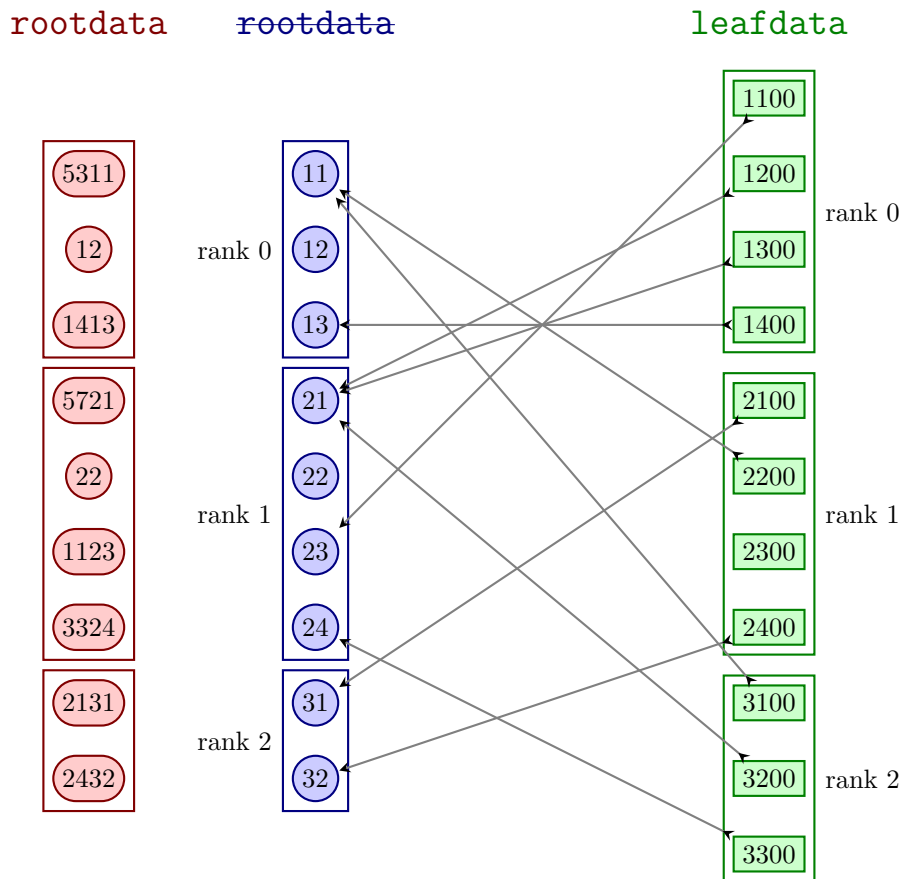 rootdata rootdata leafdata
1100
5311 11 1200
rank 0
12 rank 0 12 1300
1413 13 1400
5721 21 2100
22 22 2200
rank 1 rank 1
1123 23 2300
3324 24 2400
2131 31 3100
rank 2
2432 32 3200 rank 2
3300